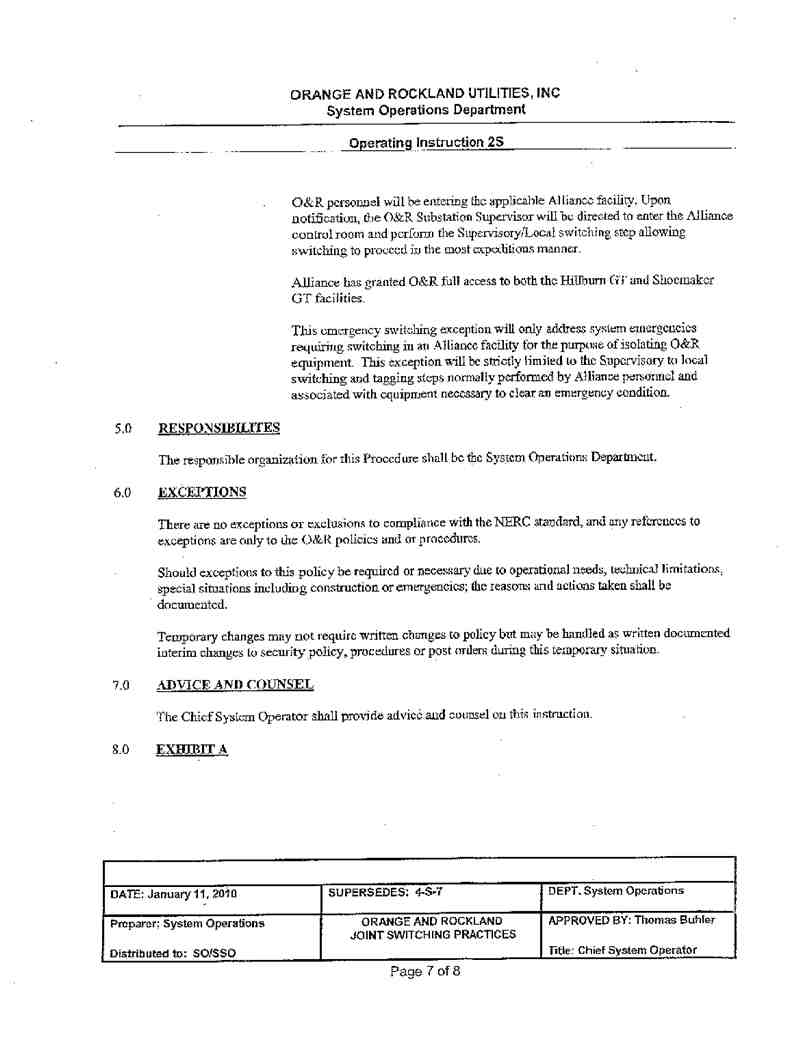 ORANGE AND ROCKLAND UTILITIES, INC
System Operations Department
Operating Instruction 2S
O&R personnel will be entering the applicable Alliance facility. Upon
notification, the O&R Substation Supervisor will be directed to enter the Alliance
control room and perform the Supervisory/Local switching step allowing
switching to proceed in the most expeditious manner.
Alliance has granted O&R full access to both the Hillburn GT and Shoemaker
GT facilities.
This emergency switching exception will only address system emergencies
requiring switching in an Alliance facility for the purpose of isolating O&R
equipment. This exception will be strictly limited to the Supervisory to local
switching and tagging steps normally performed by Alliance personnel and
associated with equipment necessary to clear an emergency condition.
5.0 RESPONSIBILITES
The responsible organization for this Procedure shall be the System Operations Department.
6.0 EXCEPTIONS
There are no exceptions or exclusions to compliance with the NERC standard, and any references to
exceptions are only to the O&R policies and or procedures.
Should exceptions to this policy be required or necessary due to operational needs, technical limitations,
special situations including construction or emergencies; the reasons and actions taken shall be
documented.
Temporary changes may not require written changes to policy but may be handled as written documented
interim changes to security policy, procedures or post orders during this temporary situation.
7.0 ADVICE AND COUNSEL
The Chief System Operator shall provide advice and counsel on this instruction.
8.0 EXHIBIT A
DATE: January 11, 2010 SUPERSEDES: 4-S-7 DEPT. System Operations
Preparer: System Operations ORANGE AND ROCKLAND APPROVED BY: Thomas Buhler
JOINT SWITCHING PRACTICES
Distributed to: SO/SSO Title: Chief System Operator
Page 7 of 8